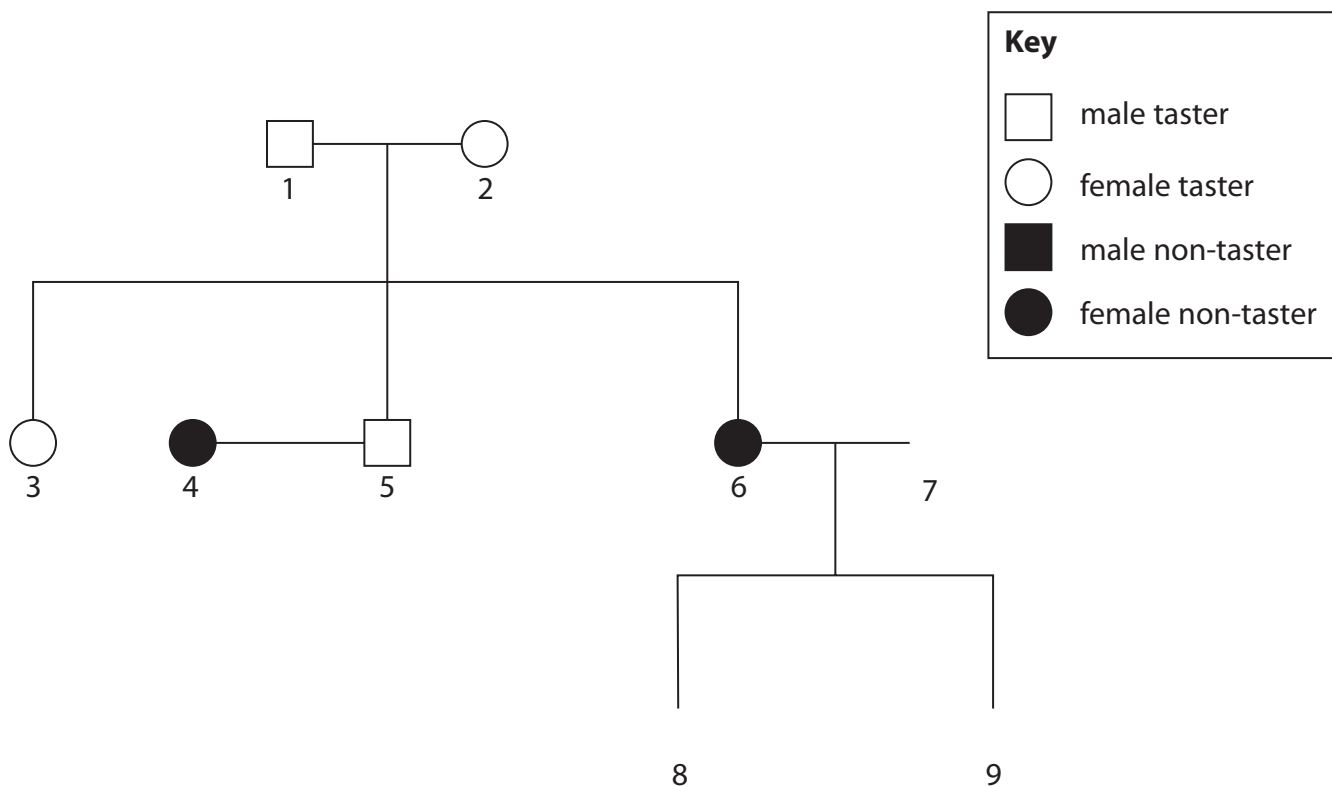 Key
male taster
female taster
male non-taster
female non-taster
1 2
3 4 5 6 7
8 9